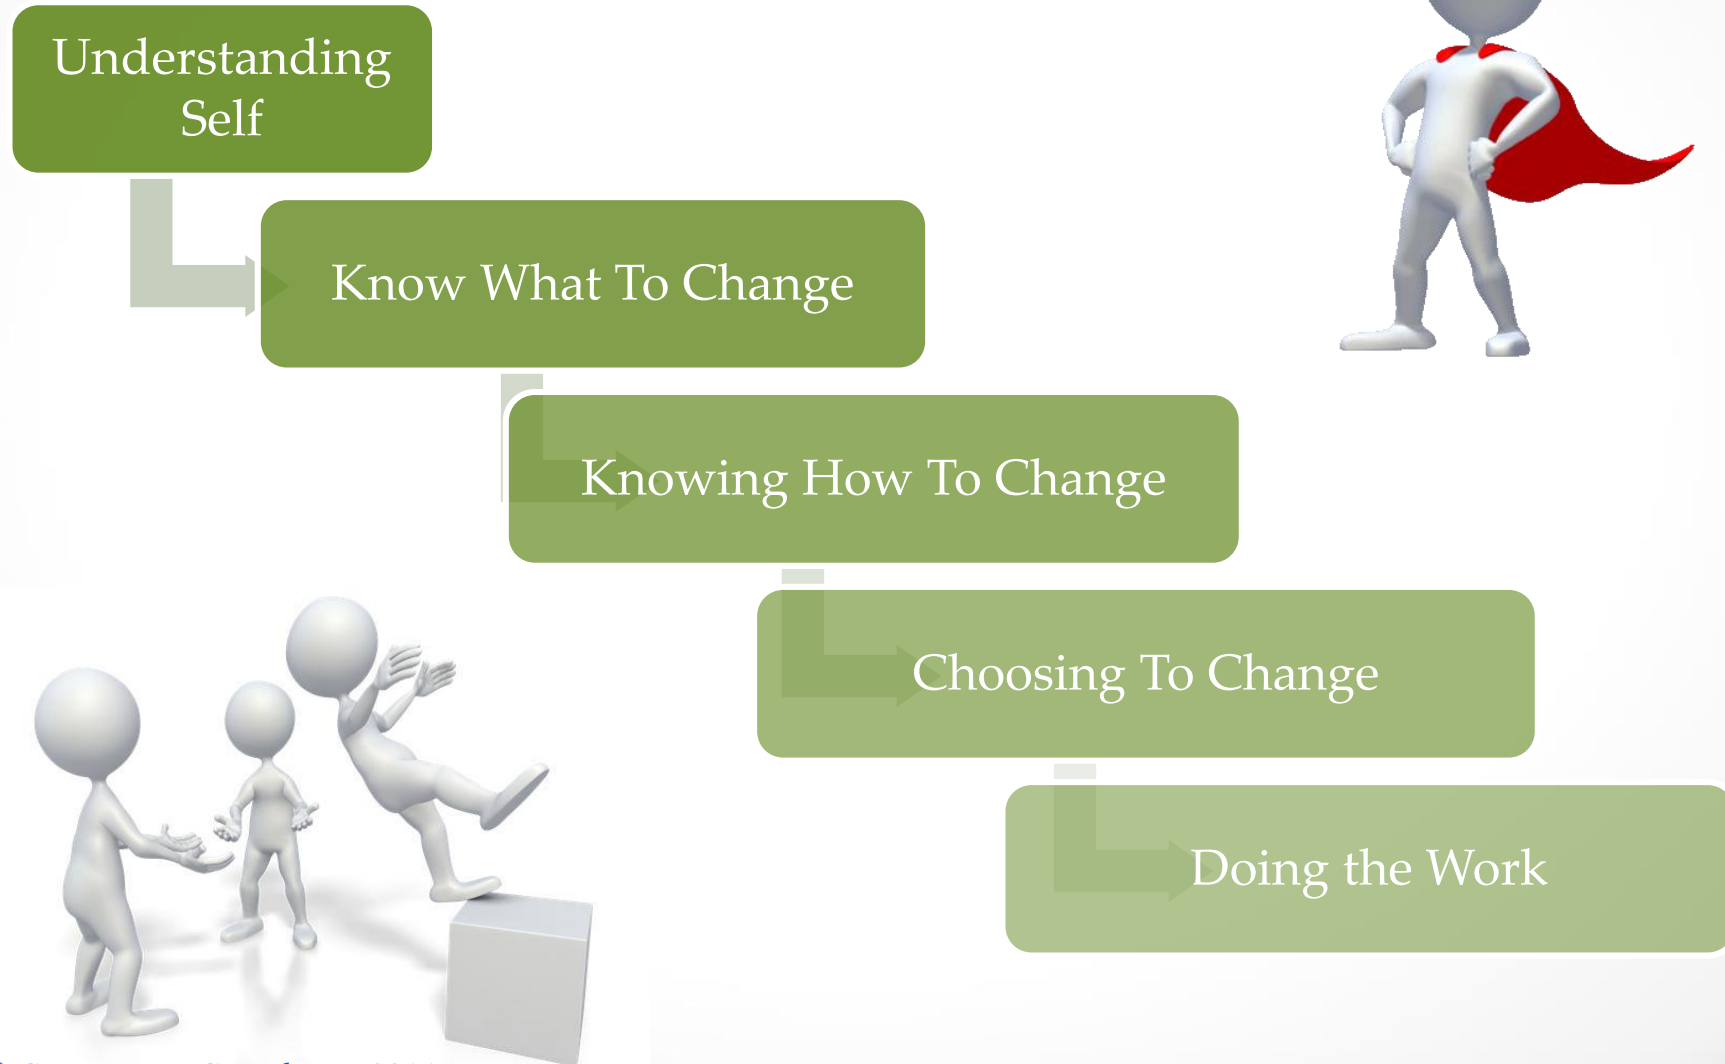 Understanding
Self
Know What To Change
Knowing How To Change
Choosing To Change
Doing the Work